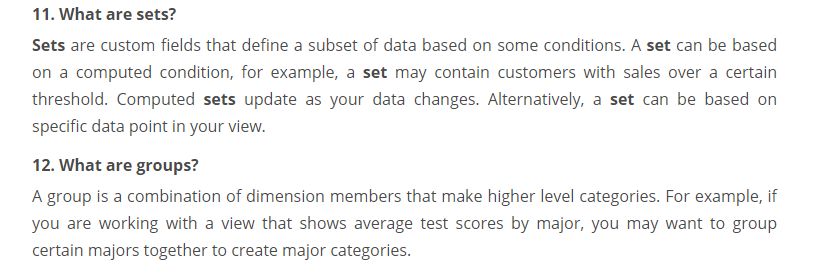 11. What are sets?
Sets are custom fields that define a subset of data based on some conditions. A set can be based
on a computed condition, for example, a set may contain customers with sales over a certain
threshold. Computed sets update as your data changes. Alternatively, a set can be based on
specific data point in your view.
12. What are groups?
A group is a combination of dimension members that make higher level categories. For example, if
you are working with a view that shows average test scores by major, you may want to group
certain majors together to create major categories.